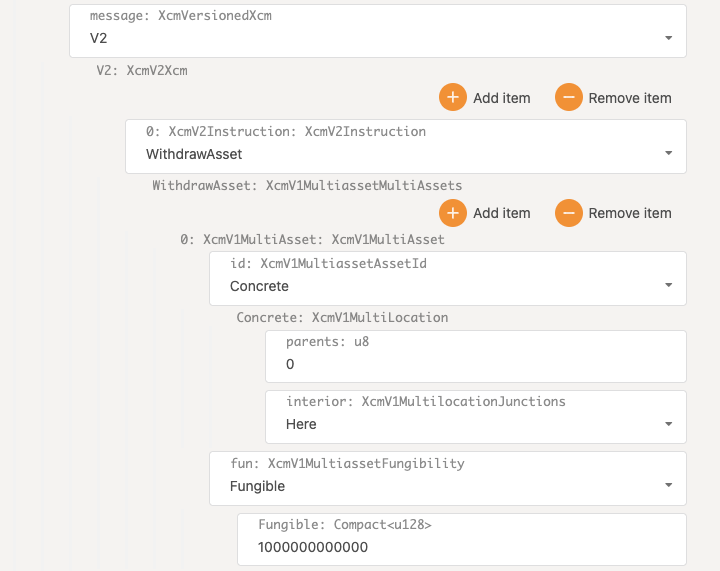 message: XcmVersionedXcm
V2
V2: XcmV2Xcm
Add item Remove item
0: XcmV2Instruction: XcmV2Instruction
WithdrawAsset
WithdrawAsset: XcmV1MultiassetMultiAssets
Add item Remove item
0: XcmV1MultiAsset: XcmV1MultiAsset
id: XcmV1MultiassetAssetId
Concrete
Concrete: XcmV1MultiLocation
parents: u8
0
interior: XcmV1MultilocationJunctions
Here
fun: XcmV1MultiassetFungibility
Fungible
Fungible: Compact<u128>
1000000000000